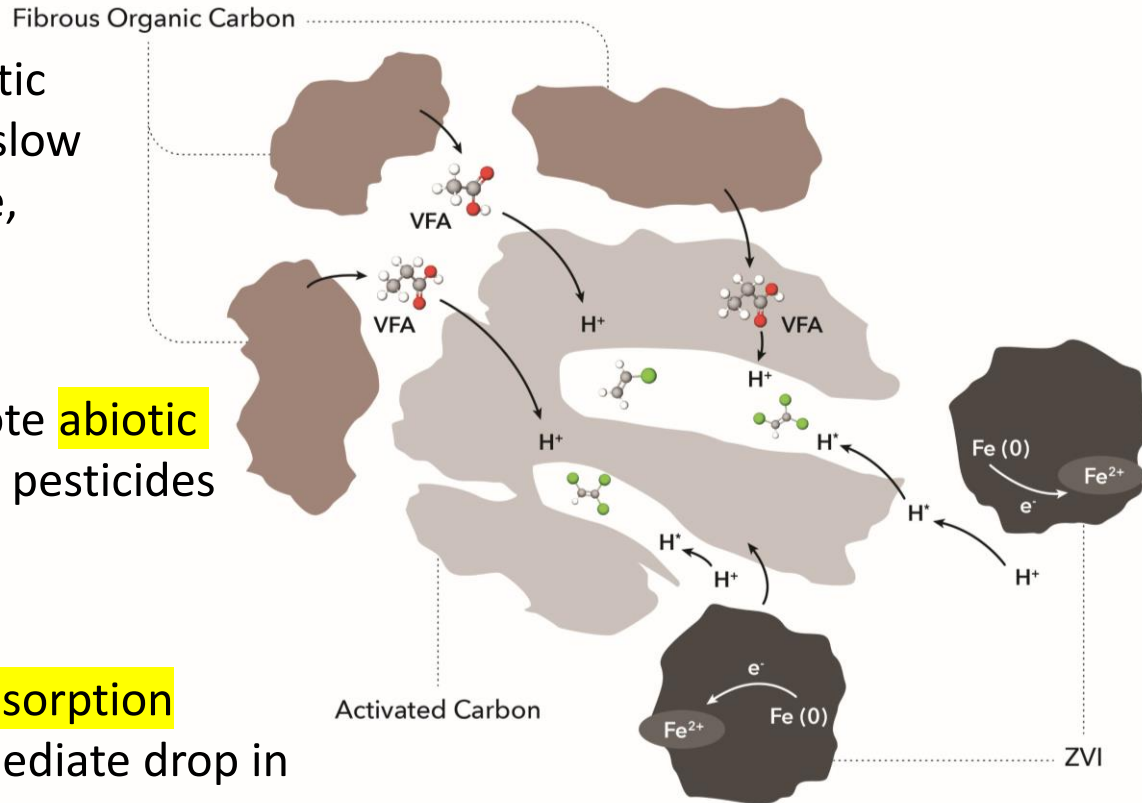 Fibrous Organic Carbon
tic
slow
e,
VFA
VFA
VFA
H⁺
H⁺
H⁺
ote abiotic
pesticides
H*
Fe (0)
Fe²⁺
e⁻
H*
H*
H⁺
H⁺
sorption
ediate drop in
Activated Carbon
e⁻
Fe²⁺
Fe (0)
ZVI